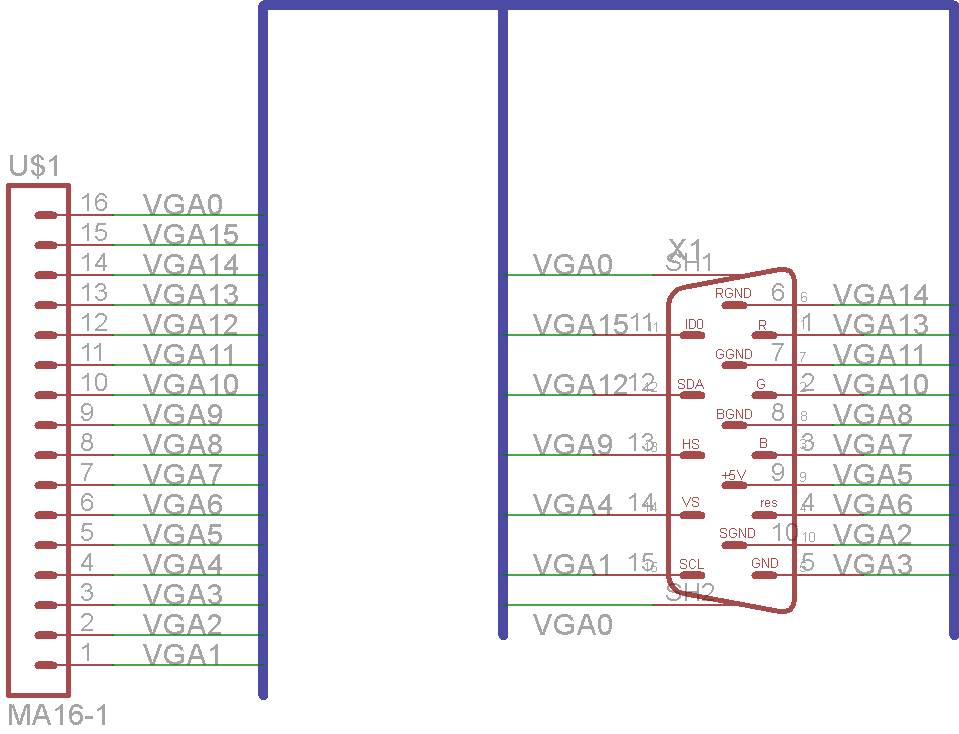 U$1
16 VGA0
15 VGA15
14 VGA14
13 VGA13
12 VGA12
11 VGA11
10 VGA10
9 VGA9
8 VGA8
7 VGA7
6 VGA6
5 VGA5
4 VGA4
3 VGA3
2 VGA2
1 VGA1
MA16-1
X1
VGA0 SH1
RGND 6 6 VGA14
VGA15 11 11 ID0 R 1 1 VGA13
GGND 7 7 VGA11
VGA12 12 12 SDA G 2 2 VGA10
BGND 8 8 VGA8
VGA9 13 13 HS B 3 3 VGA7
+5V 9 9 VGA5
VGA4 14 14 VS res 4 4 VGA6
SGND 10 10 VGA2
VGA1 15 15 SCL GND 5 5 VGA3
SH2
VGA0